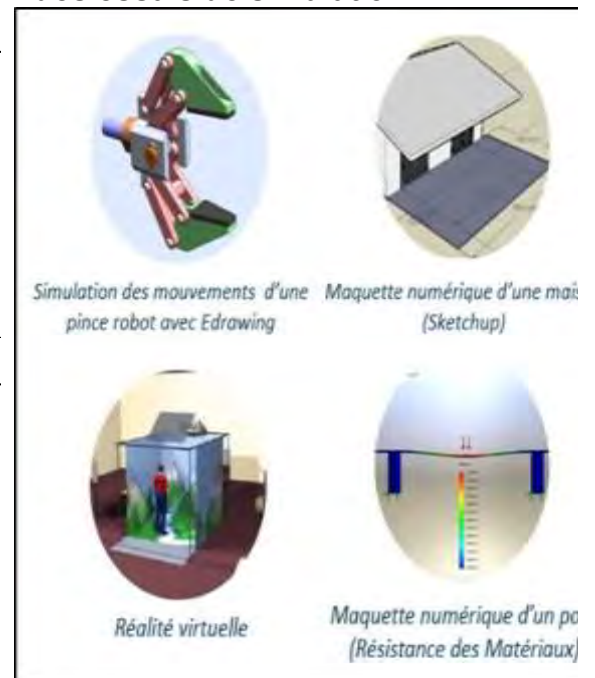 Simulation des mouvements d'une
pince robot avec Edrawing
Maquette numérique d'une mais
(Sketchup)
Réalité virtuelle
Maquette numérique d'un po
(Résistance des Matériaux)